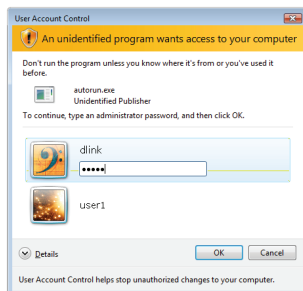 User Account Control
An unidentified program wants access to your computer
Don't run the program unless you know where it's from or you've used it
before.
autorun.exe
Unidentified Publisher
To continue, type an administrator password, and then click OK.
dlink
•••••
user1
Details
OK Cancel
User Account Control helps stop unauthorized changes to your computer.